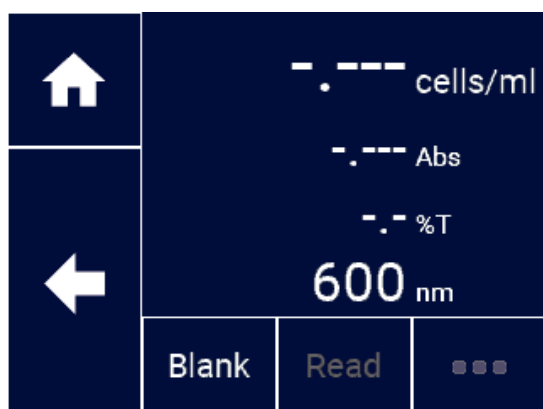 -.--- cells/ml
-.--- Abs
-.- %T
600 nm
Blank Read